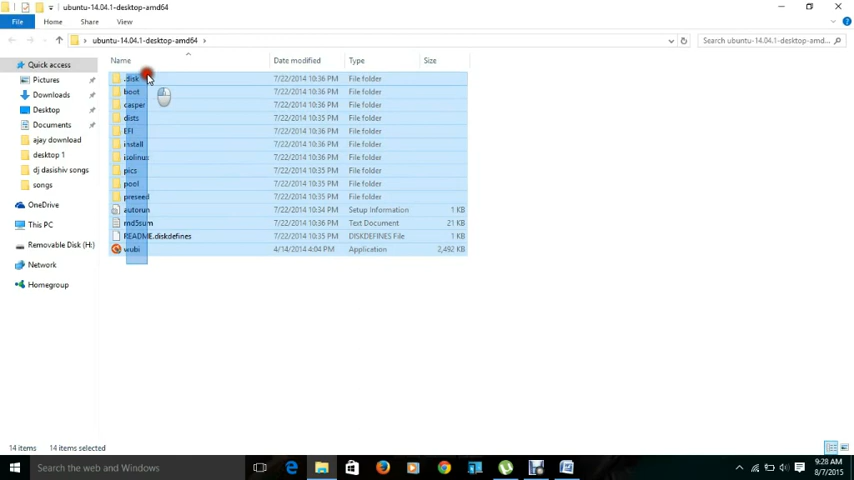 ubuntu-14.04.1-desktop-amd64
File Home Share View
ubuntu-14.04.1-desktop-amd64 Search ubuntu-14.04.1-desktop-amd...
Name Date modified Type Size
Quick access
Pictures
Downloads
Desktop
Documents
ajay download
desktop 1
dj dasishiv songs
songs
OneDrive
This PC
Removable Disk (H:)
Network
Homegroup
.disk 7/22/2014 10:36 PM File folder
boot 7/22/2014 10:36 PM File folder
casper 7/22/2014 10:36 PM File folder
dists 7/22/2014 10:35 PM File folder
EFI 7/22/2014 10:36 PM File folder
install 7/22/2014 10:36 PM File folder
isolinus 7/22/2014 10:36 PM File folder
pics 7/22/2014 10:35 PM File folder
pool 7/22/2014 10:35 PM File folder
preseed 7/22/2014 10:35 PM File folder
autorun 7/22/2014 10:34 PM Setup Information 1 KB
md5sum 7/22/2014 10:36 PM Text Document 21 KB
README.diskdefines 7/22/2014 10:35 PM DISKDEFINES File 1 KB
wubi 4/14/2014 4:04 PM Application 2,492 KB
14 items 14 items selected
Search the web and Windows
9:28 AM
8/7/2015